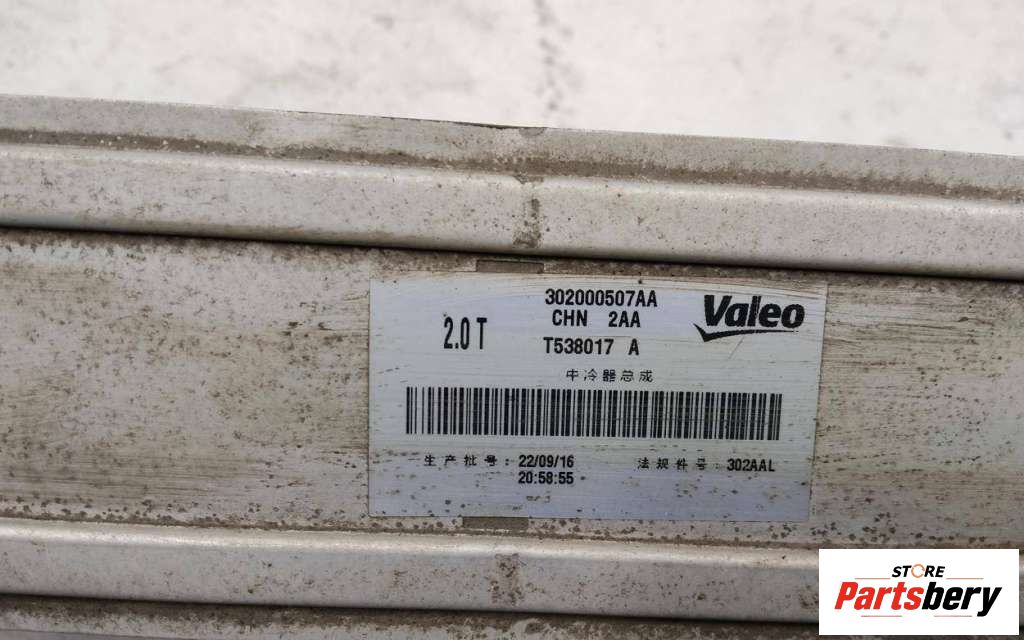 302000507AA
CHN 2AA
2.0T
T538017 A
Valeo
中冷器总成
生产批号: 22/09/16
20:58:55
法规件号: 302AAL
STORE
Partsbery